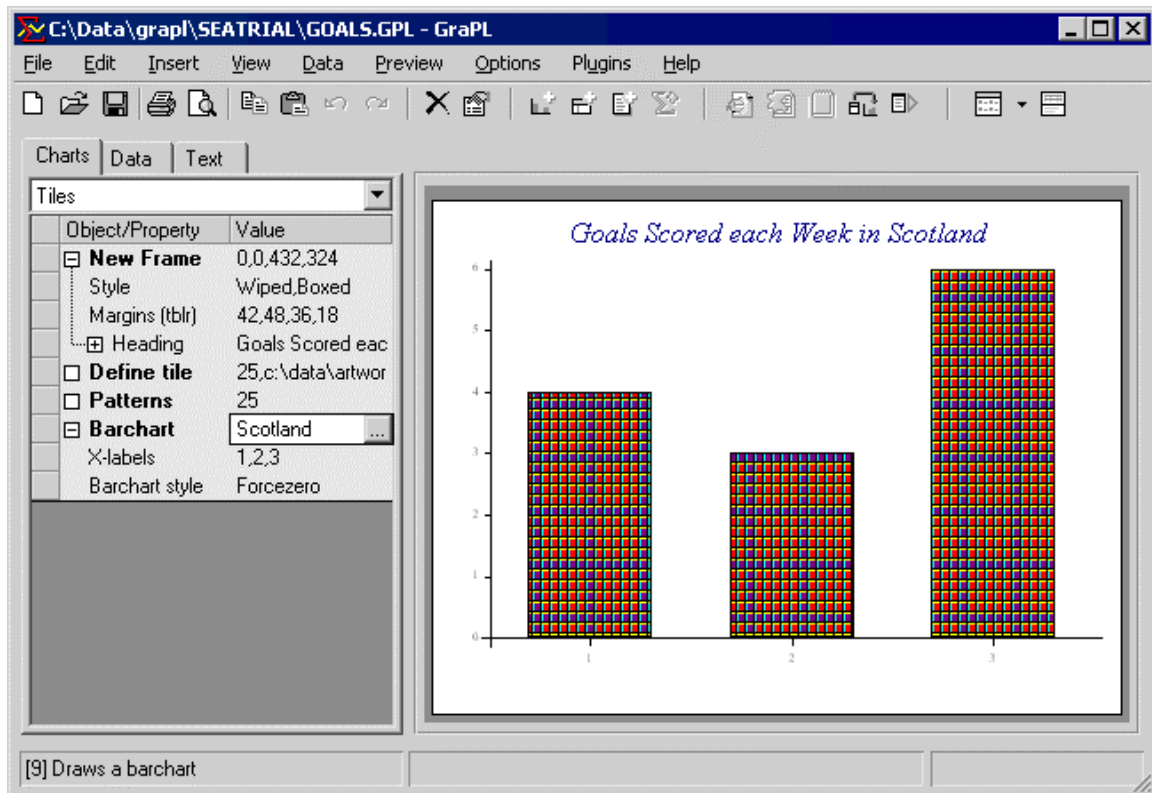 C:\Data\grapl\SEATRIAL\GOALS.GPL - GraPL
File Edit Insert View Data Preview Options Plugins Help
Charts Data Text
Tiles
Object/Property Value
New Frame 0,0,432,324
Style Wiped,Boxed
Margins (tblr) 42,48,36,18
Heading Goals Scored eac
Define tile 25,c:\data\artwor
Patterns 25
Barchart Scotland ...
X-labels 1,2,3
Barchart style Forcezero
Goals Scored each Week in Scotland
6
5
4
3
2
1
0
1 2 3
[9] Draws a barchart